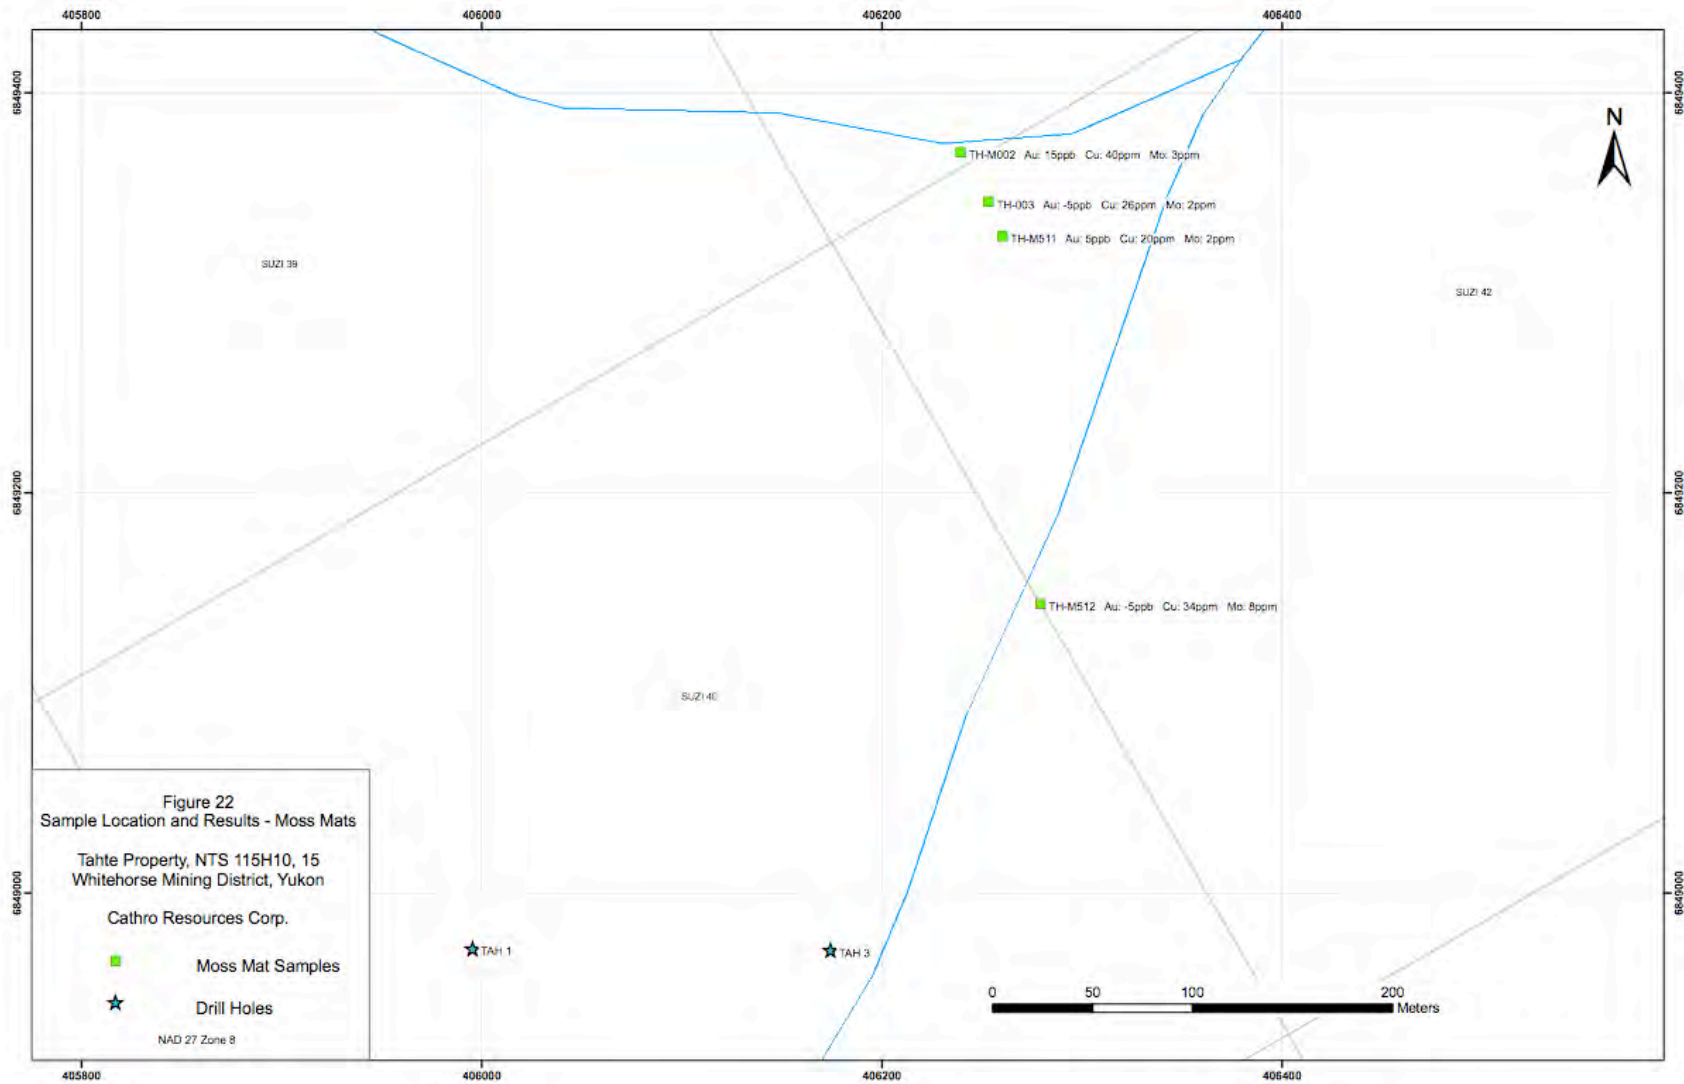 405800 406000 406200 406400
6849400 6849400
N
TH-M002 Au: 15ppb Cu: 40ppm Mo: 3ppm
TH-003 Au: -5ppb Cu: 26ppm Mo: 2ppm
TH-M511 Au: 5ppb Cu: 20ppm Mo: 2ppm
SUZI 39
SUZI 42
6849200 6849200
TH-M512 Au: -5ppb Cu: 34ppm Mo: 8ppm
SUZI 40
Figure 22
Sample Location and Results - Moss Mats
Tahte Property, NTS 115H10, 15
Whitehorse Mining District, Yukon
Cathro Resources Corp.
Moss Mat Samples
Drill Holes
NAD 27 Zone 8
6849000 6849000
TAH 1
TAH 3
0 50 100 200
Meters
405800 406000 406200 406400